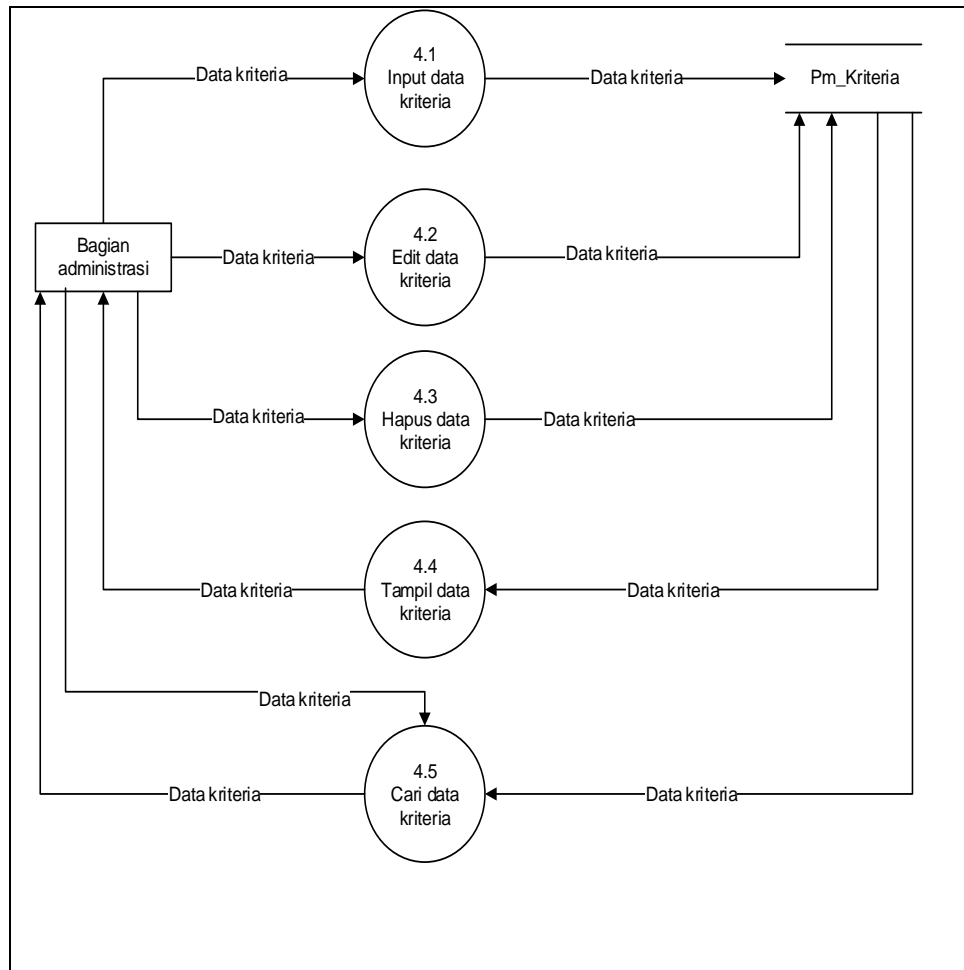 4.1
Input data
kriteria
Data kriteria
Data kriteria
Pm_Kriteria
Bagian
administrasi
Data kriteria
4.2
Edit data
kriteria
Data kriteria
Data kriteria
4.3
Hapus data
kriteria
Data kriteria
Data kriteria
4.4
Tampil data
kriteria
Data kriteria
Data kriteria
4.5
Cari data
kriteria
Data kriteria
Data kriteria